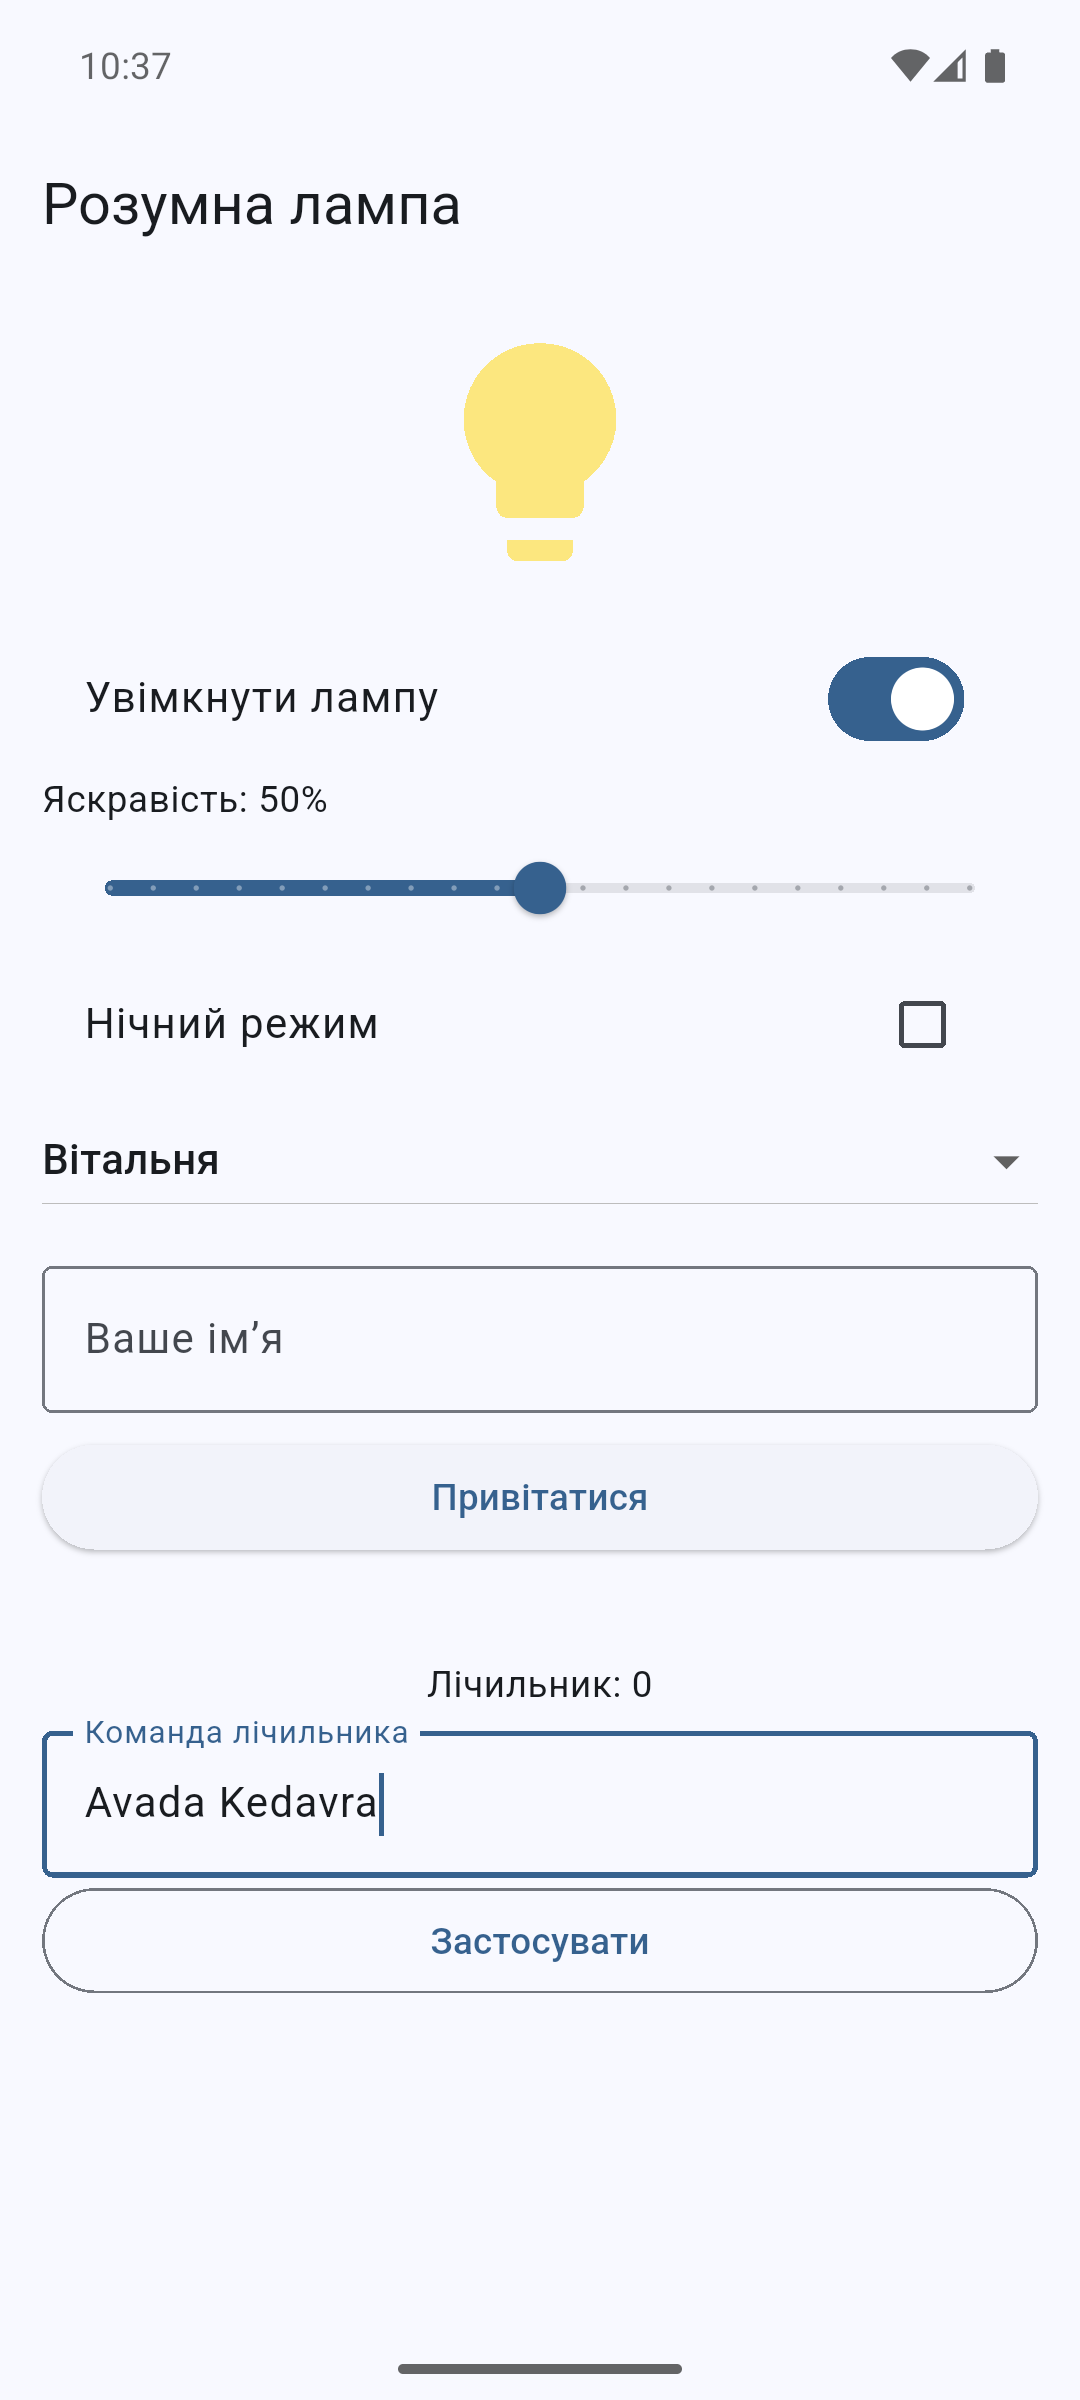 10:37
Розумна лампа
Увімкнути лампу
Яскравість: 50%
Нічний режим
Вітальня
Ваше ім’я
Привітатися
Лічильник: 0
Команда лічильника
Avada Kedavra
Застосувати